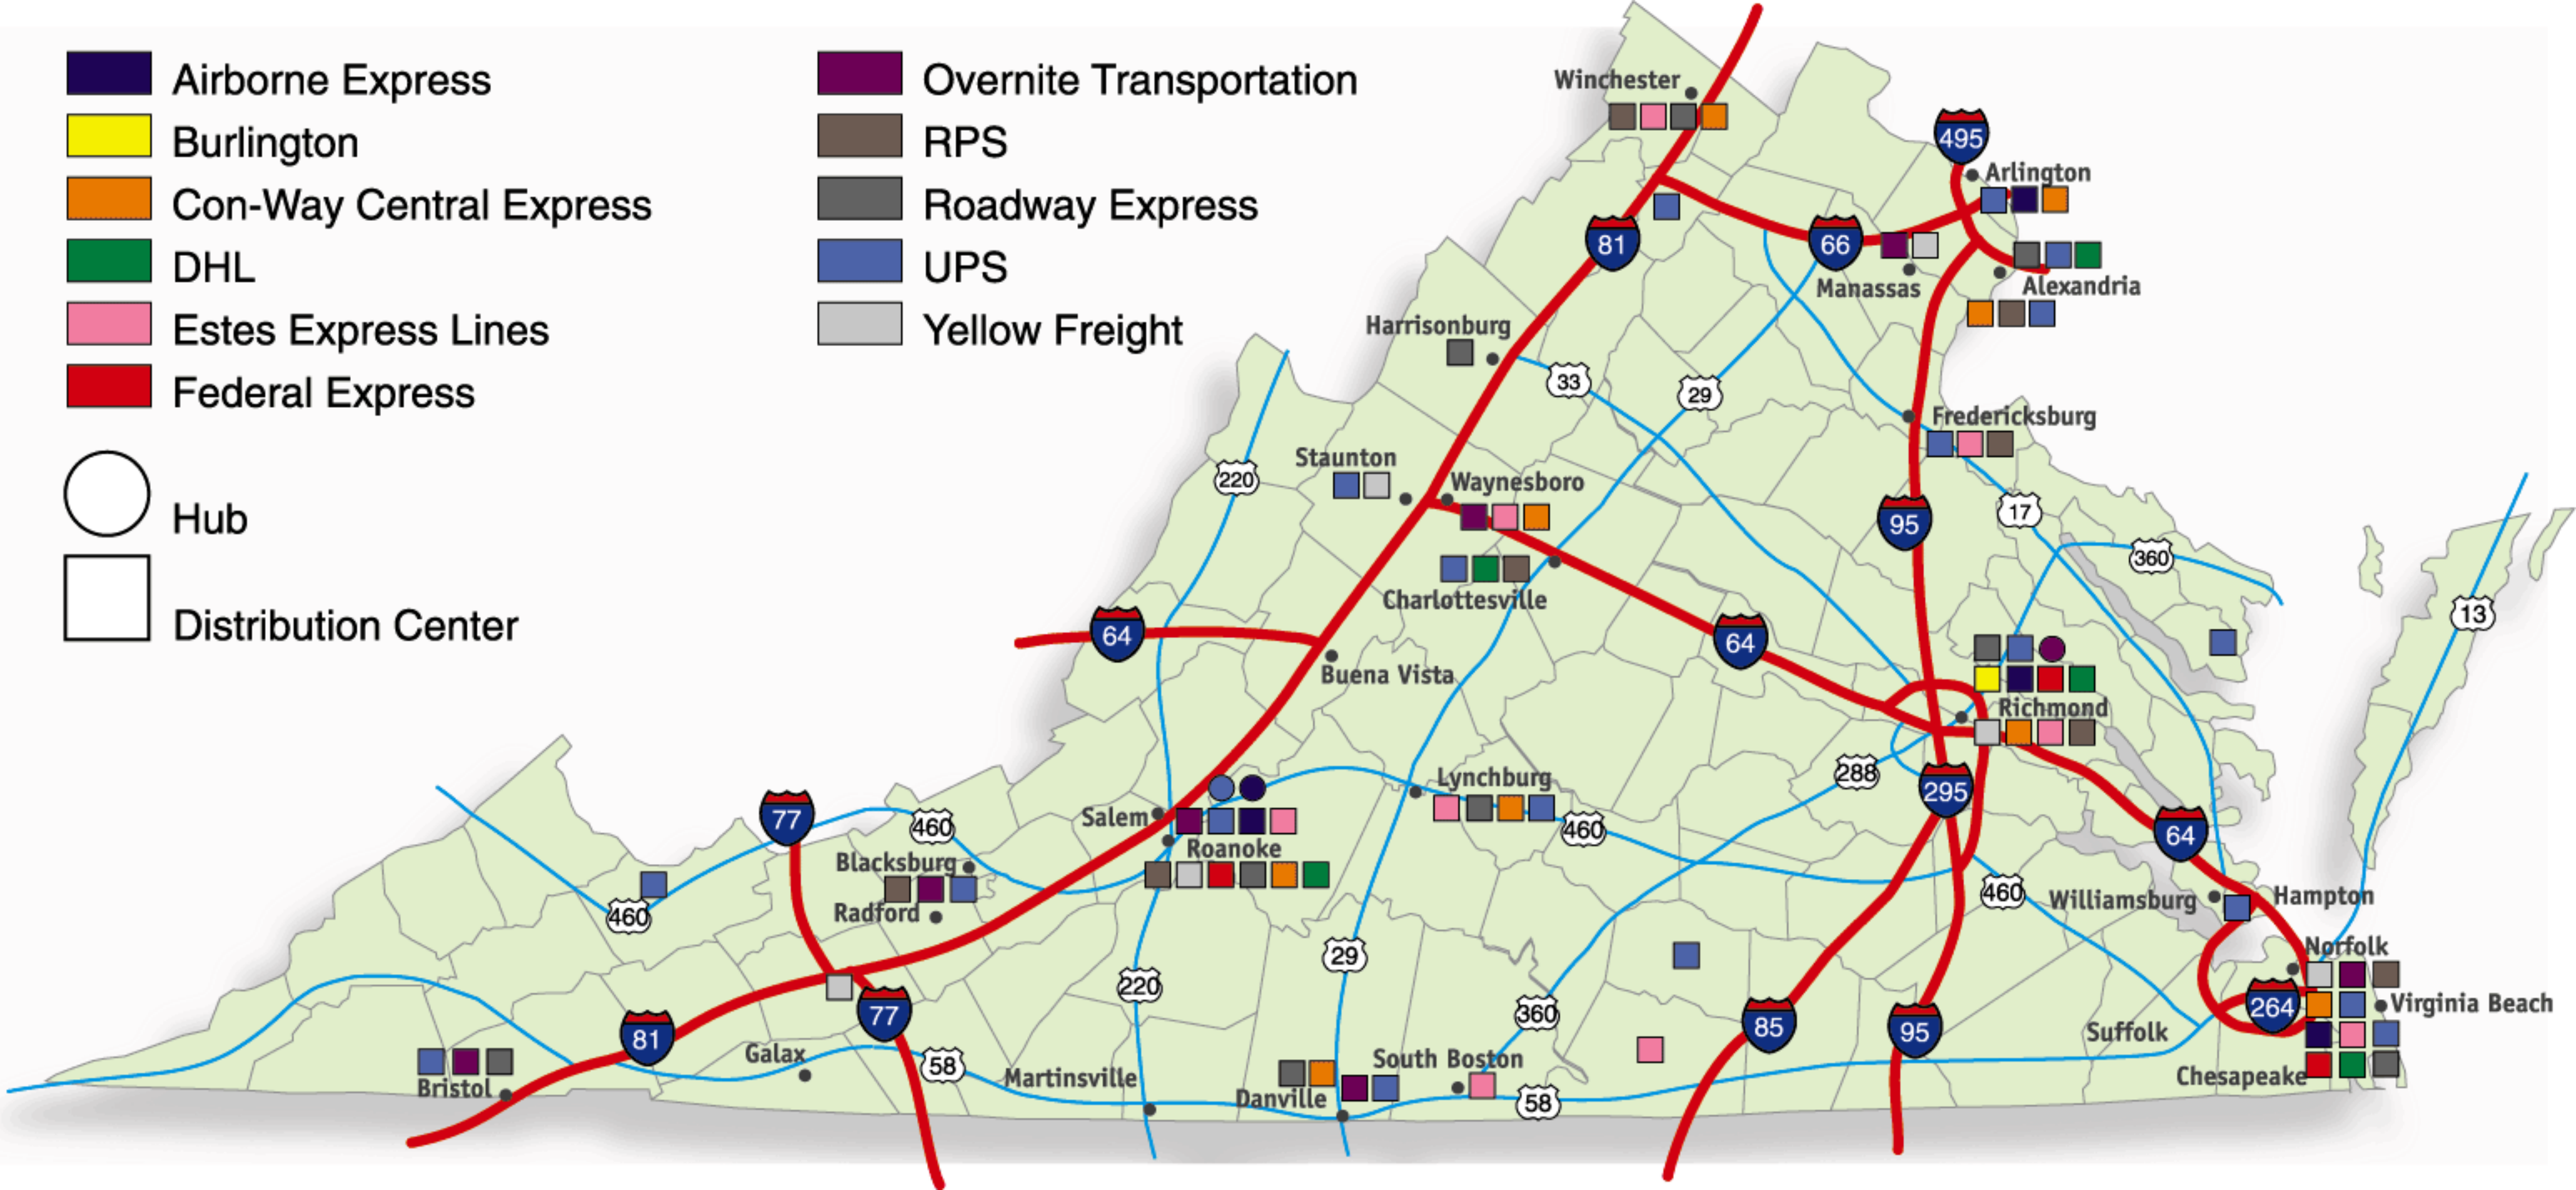 Airborne Express
Burlington
Con-Way Central Express
DHL
Estes Express Lines
Federal Express
Hub
Distribution Center
Overnite Transportation
RPS
Roadway Express
UPS
Yellow Freight
Winchester
495
Arlington
81
66
Manassas
Alexandria
Harrisonburg
33
29
Fredericksburg
220
Staunton
Waynesboro
95
17
360
Charlottesville
13
64
64
Buena Vista
Richmond
288
295
Lynchburg
77
460
Salem
460
64
Roanoke
Blacksburg
460
460
Radford
Williamsburg
Hampton
29
Norfolk
220
77
360
85
95
264
Virginia Beach
81
Suffolk
Galax
58
South Boston
Martinsville
Bristol
Danville
58
Chesapeake